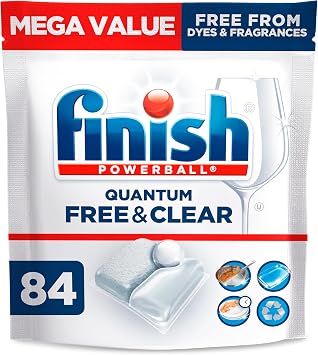 MEGA VALUE
FREE FROM
DYES & FRAGRANCES
finish
POWERBALL®
QUANTUM
FREE & CLEAR
84